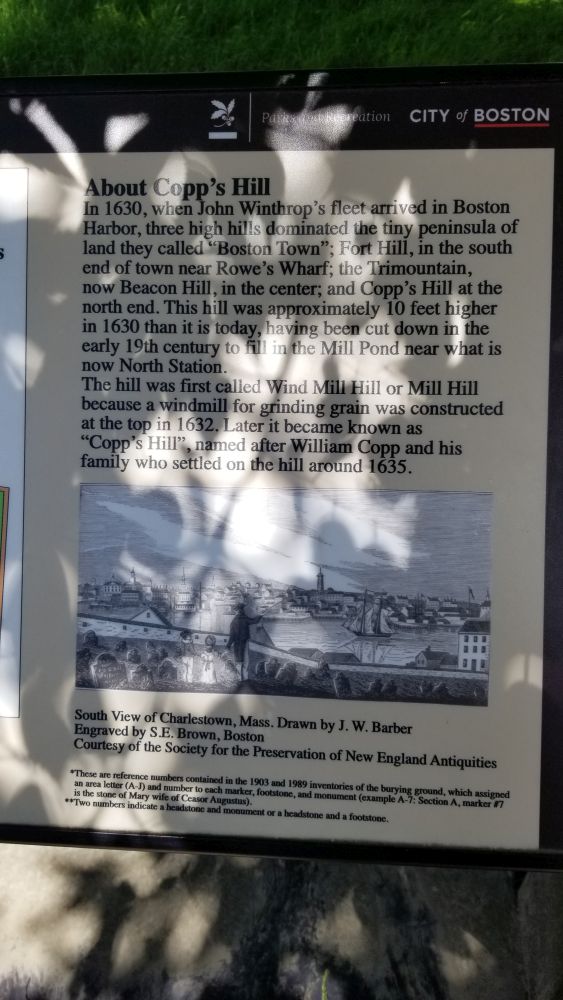 Parks and Recreation
CITY of BOSTON
s
About Copp's Hill
In 1630, when John Winthrop's fleet arrived in Boston
Harbor, three high hills dominated the tiny peninsula of
land they called “Boston Town”; Fort Hill, in the south
end of town near Rowe's Wharf; the Trimountain,
now Beacon Hill, in the center; and Copp's Hill at the
north end. This hill was approximately 10 feet higher
in 1630 than it is today, having been cut down in the
early 19th century to fill in the Mill Pond near what is
now North Station.
The hill was first called Wind Mill Hill or Mill Hill
because a windmill for grinding grain was constructed
at the top in 1632. Later it became known as
“Copp's Hill”, named after William Copp and his
family who settled on the hill around 1635.
South View of Charlestown, Mass. Drawn by J. W. Barber
Engraved by S.E. Brown, Boston
Courtesy of the Society for the Preservation of New England Antiquities
*These are reference numbers contained in the 1903 and 1989 inventories of the burying ground, which assigned
an area letter (A-J) and number to each marker, footstone, and monument (example A-7: Section A, marker #7
is the stone of Mary wife of Ceasor Augustus).
**Two numbers indicate a headstone and monument or a headstone and a footstone.